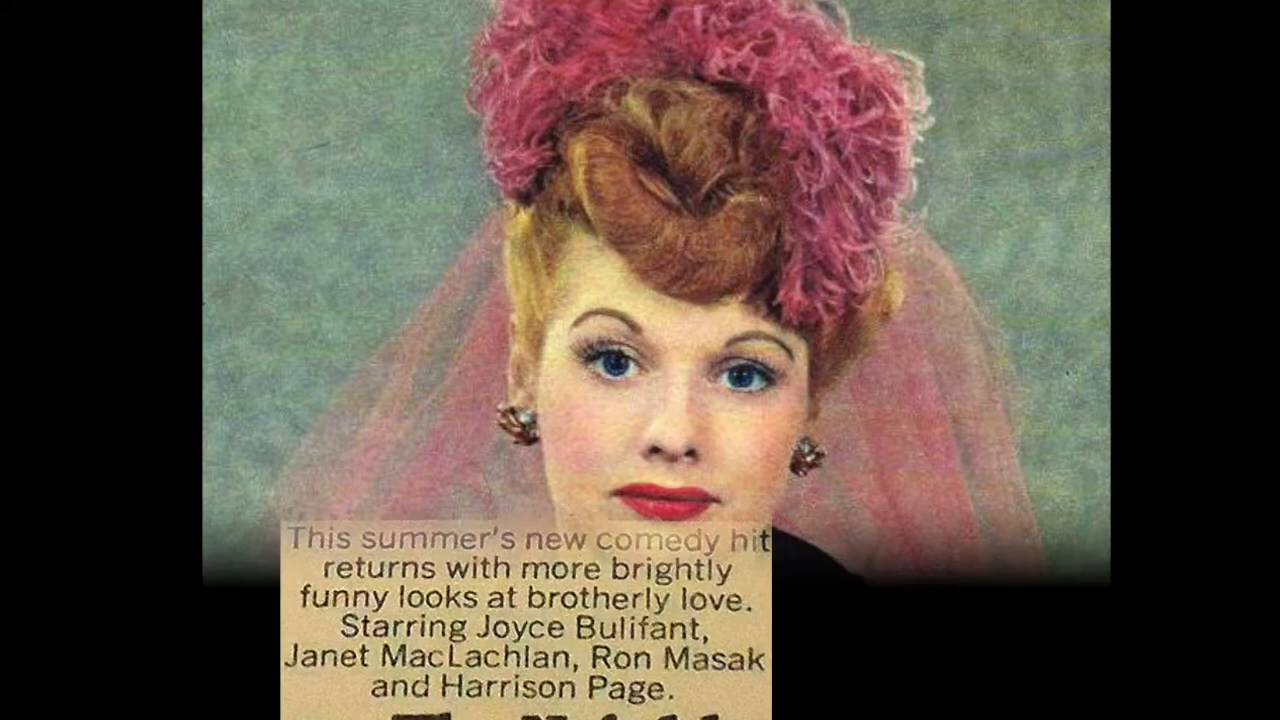 This summer's new comedy hit
returns with more brightly
funny looks at brotherly love.
Starring Joyce Bulifant,
Janet MacLachlan, Ron Masak
and Harrison Page.